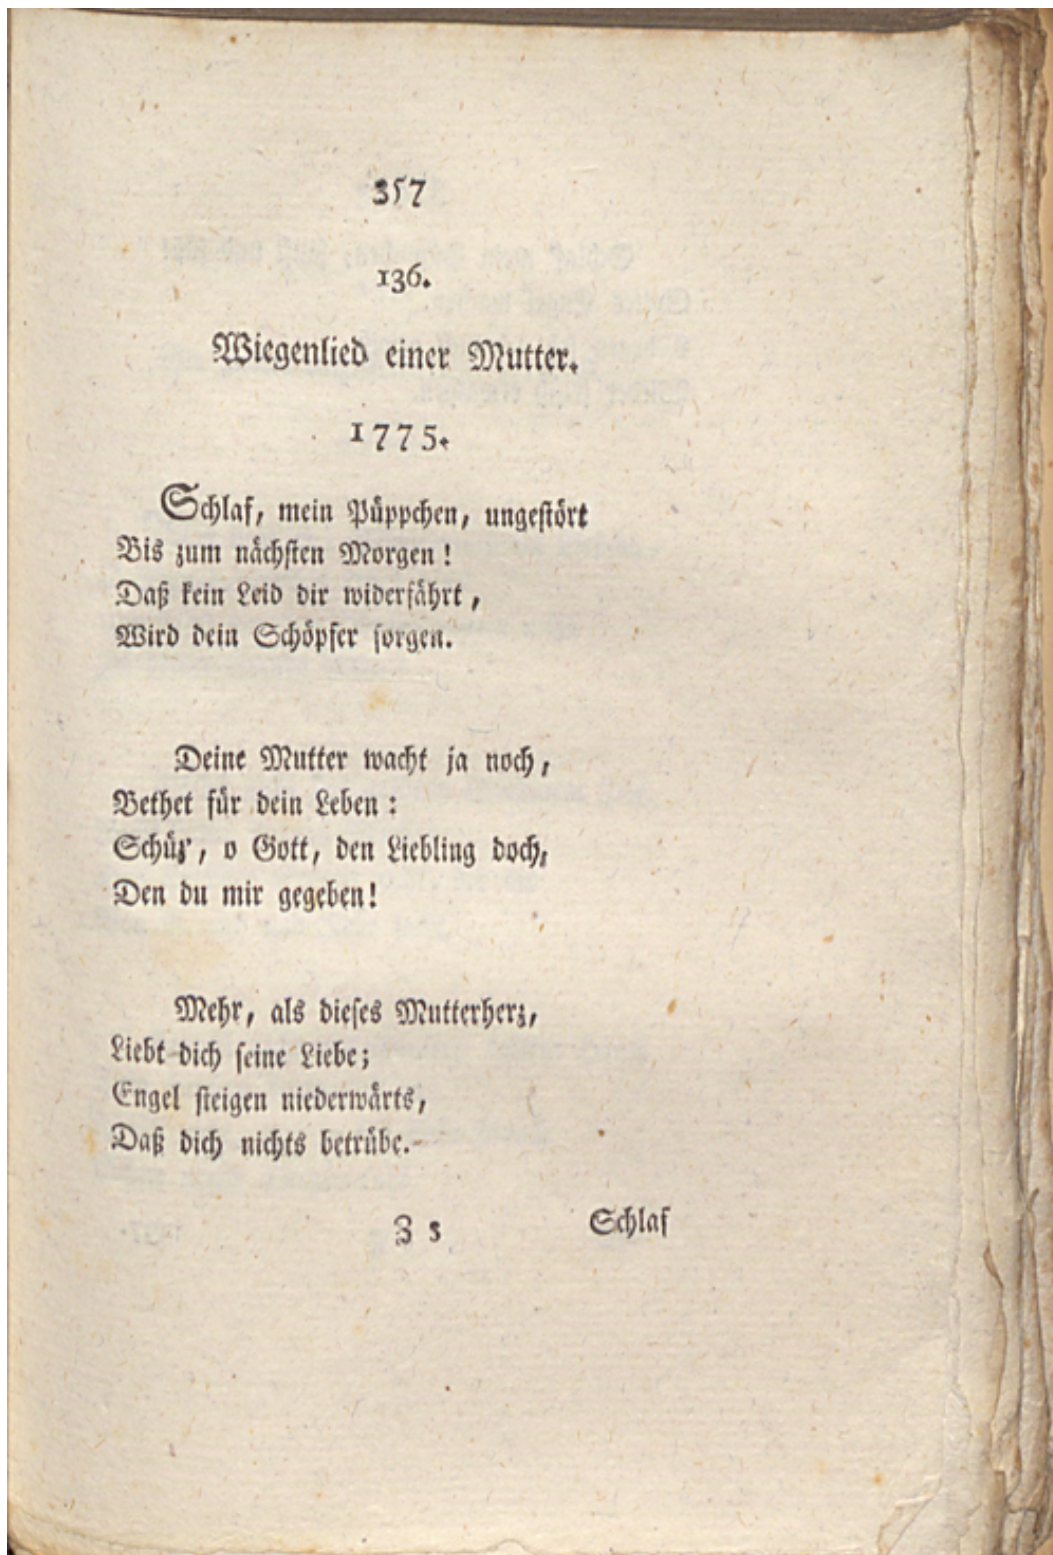 357
136.
Wiegenlied einer Mutter.
1775.
Schlaf, mein Püppchen, ungestört
Bis zum nächsten Morgen!
Daß kein Leid dir widerfährt,
Wird dein Schöpfer sorgen.
Deine Mutter wacht ja noch,
Bethet für dein Leben:
Schüz', o Gott, den Liebling doch,
Den du mir gegeben!
Mehr, als dieses Mutterherz,
Liebt dich seine Liebe;
Engel steigen niederwärts,
Daß dich nichts betrübe.
Z 3 Schlaf